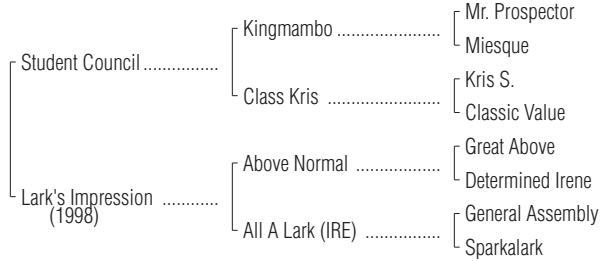 Mr. Prospector
Kingmambo ........................
Miesque
Student Council .................
Kris S.
Class Kris ..........................
Classic Value
Great Above
Above Normal ...................
Determined Irene
Lark's Impression .............
(1998)
General Assembly
All A Lark (IRE) .................
Sparkalark